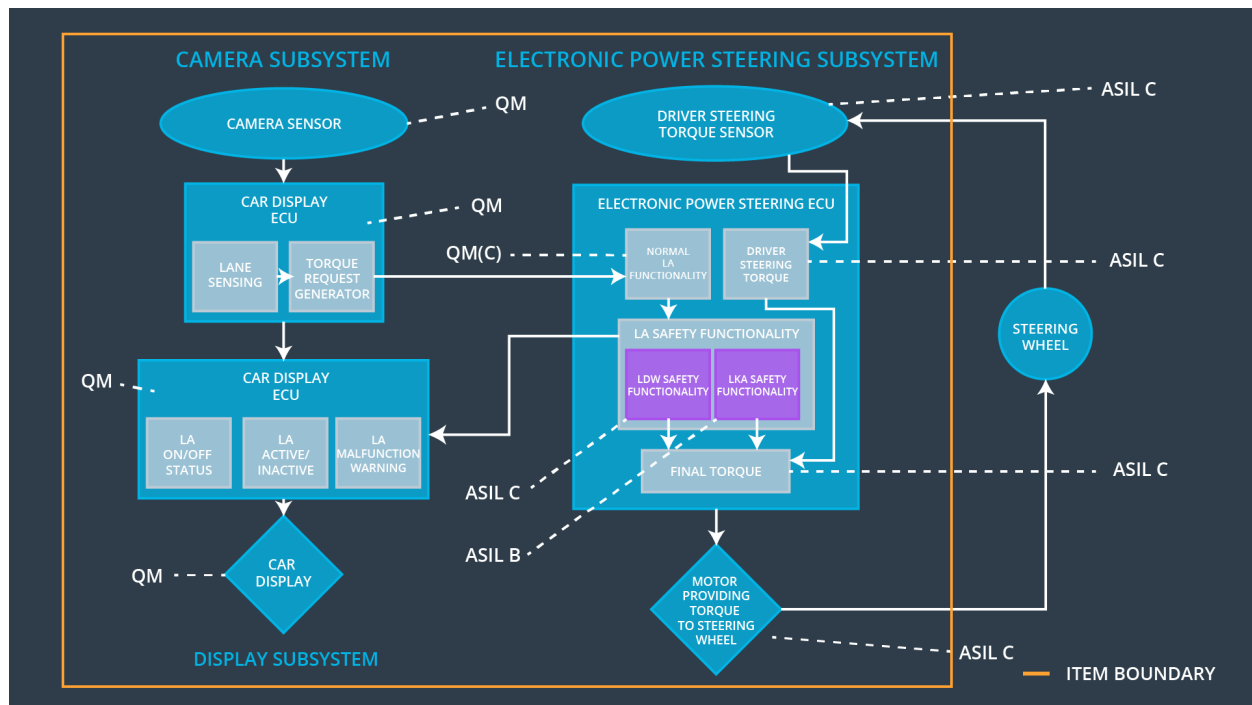 CAMERA SUBSYSTEM
ELECTRONIC POWER STEERING SUBSYSTEM
CAMERA SENSOR
QM
DRIVER STEERING
TORQUE SENSOR
ASIL C
CAR DISPLAY
ECU
QM
LANE
SENSING
TORQUE
REQUEST
GENERATOR
ELECTRONIC POWER STEERING ECU
QM(C)
NORMAL
LA
FUNCTIONALITY
DRIVER
STEERING
TORQUE
ASIL C
LA SAFETY FUNCTIONALITY
LDW SAFETY
FUNCTIONALITY
LKA SAFETY
FUNCTIONALITY
STEERING
WHEEL
QM
CAR DISPLAY
ECU
LA
ON/OFF
STATUS
LA
ACTIVE/
INACTIVE
LA
MALFUNCTION
WARNING
FINAL TORQUE
ASIL C
ASIL C
ASIL B
QM
CAR
DISPLAY
MOTOR
PROVIDING
TORQUE
TO STEERING
WHEEL
ASIL C
DISPLAY SUBSYSTEM
ITEM BOUNDARY